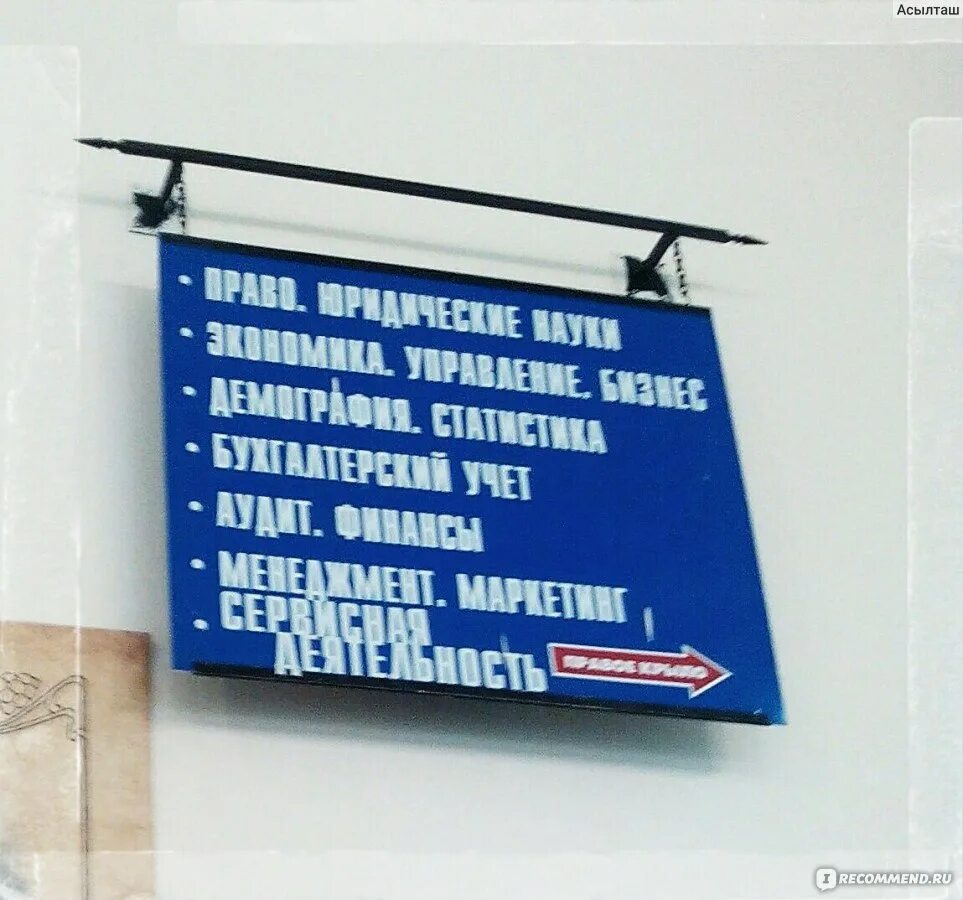 Асылташ
• ПРАВО. ЮРИДИЧЕСКИЕ НАУКИ
• ЭКОНОМИКА. УПРАВЛЕНИЕ. БИЗНЕС
• ДЕМОГРАФИЯ. СТАТИСТИКА
• БУХГАЛТЕРСКИЙ УЧЕТ
• АУДИТ. ФИНАНСЫ
• МЕНЕДЖМЕНТ. МАРКЕТИНГ
• СЕРВИСНАЯ
ДЕЯТЕЛЬНОСТЬ
ПРАВОЕ КРЫЛО
IRECOMMEND.RU